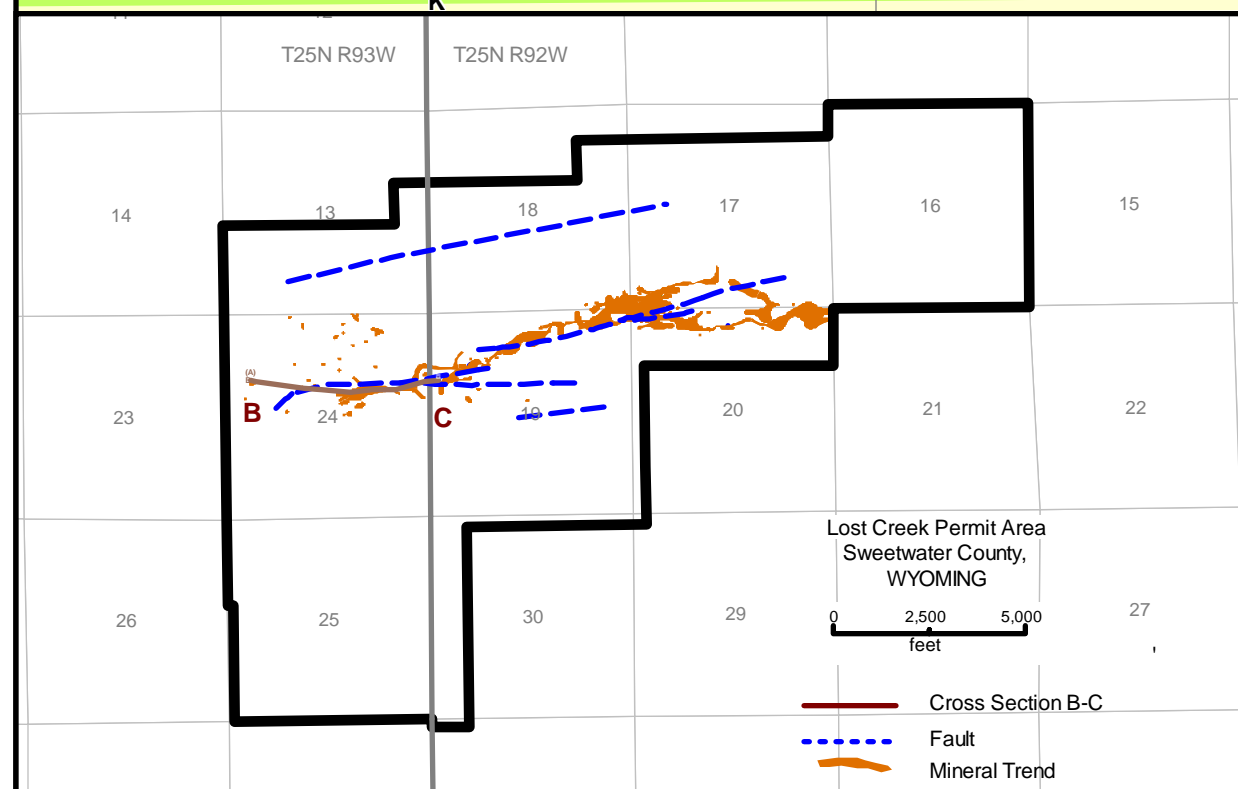 K
T25N R93W T25N R92W
14 13 18 17 16 15
(A)
B C
23 24 19 20 21 22
Lost Creek Permit Area
Sweetwater County,
WYOMING
26 25 30 29 27
0 2,500 5,000
feet
Cross Section B-C
Fault
Mineral Trend